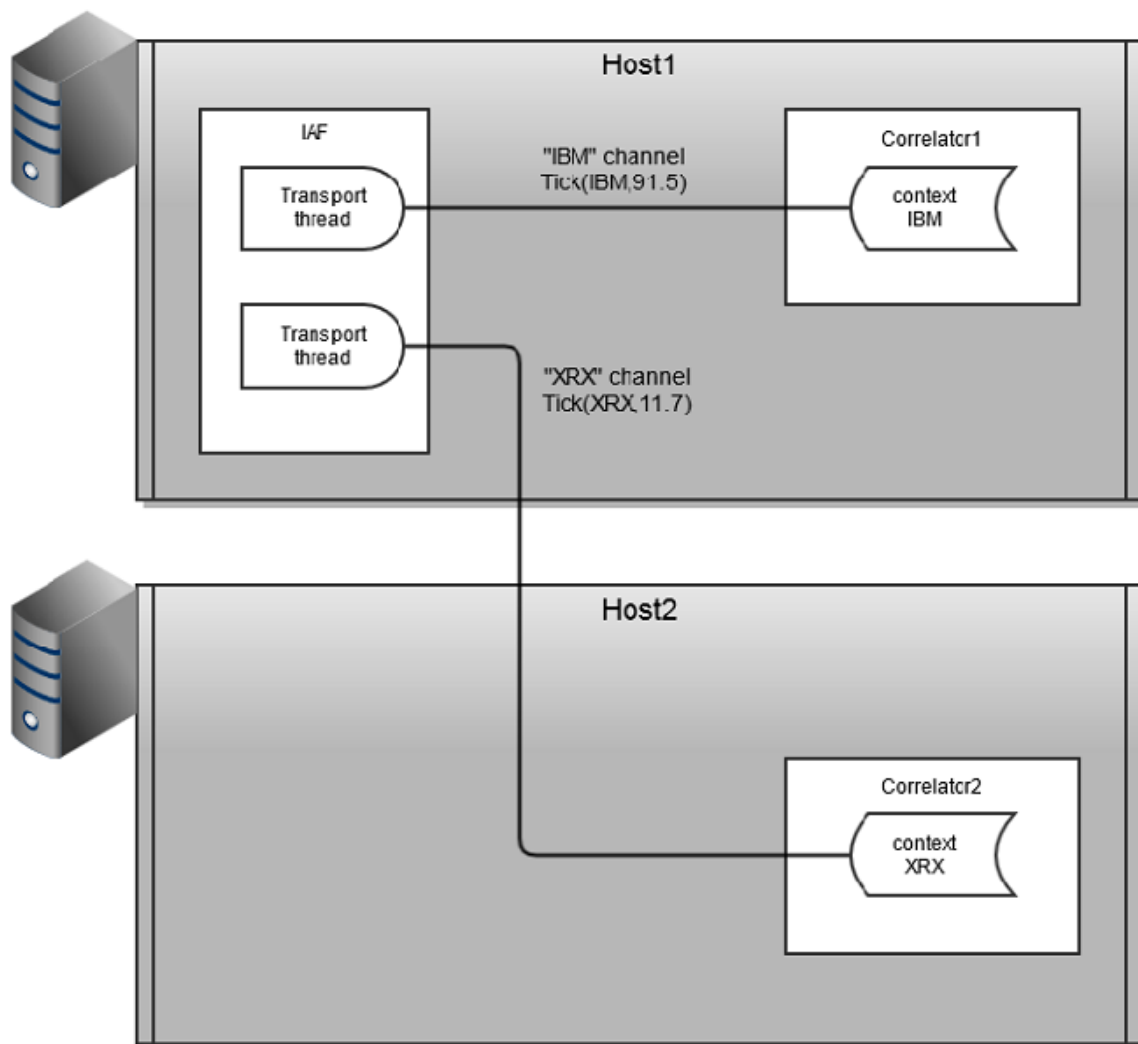 Host1
IAF
Transport
thread
"IBM" channel
Tick(IBM,91.5)
Correlator1
context
IBM
Transport
thread
"XRX" channel
Tick(XRX,11.7)
Host2
Correlator2
context
XRX